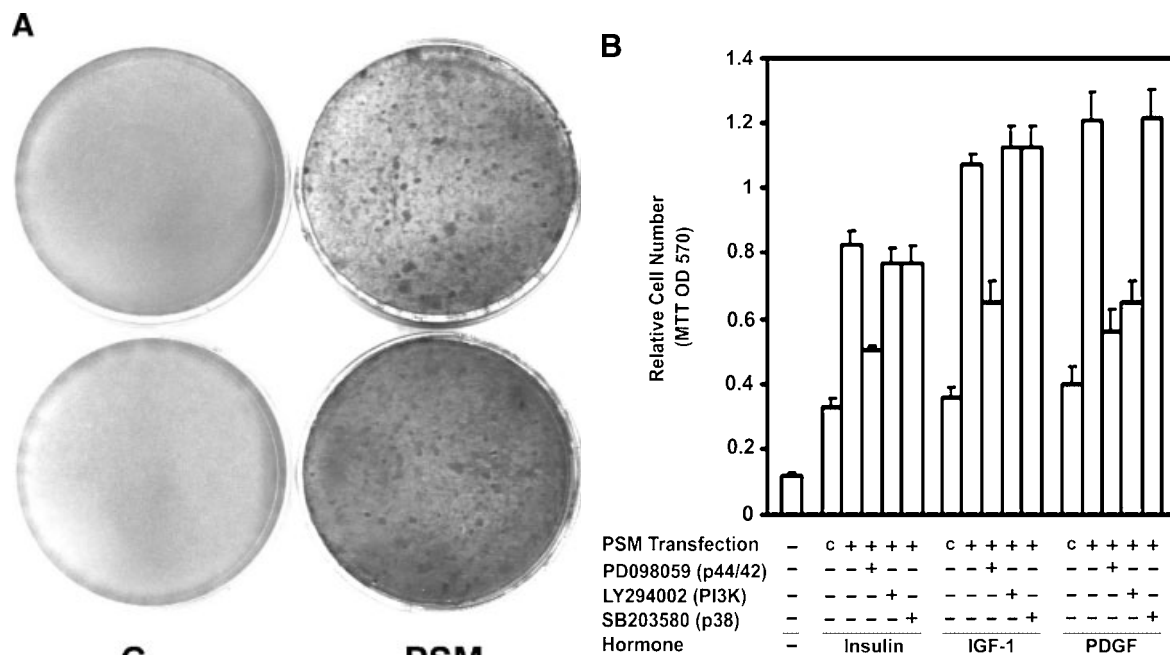 A
C
PSM
B
Relative Cell Number
(MTT OD 570)
1.4
1.2
1
0.8
0.6
0.4
0.2
0
PSM Transfection – c + + + + c + + + + c + + + +
PD098059 (p44/42) – – – + – – – – + – – – – + – –
LY294002 (PI3K) – – – – + – – – – + – – – – + –
SB203580 (p38) – – – – – + – – – – + – – – – +
Hormone – Insulin IGF-1 PDGF